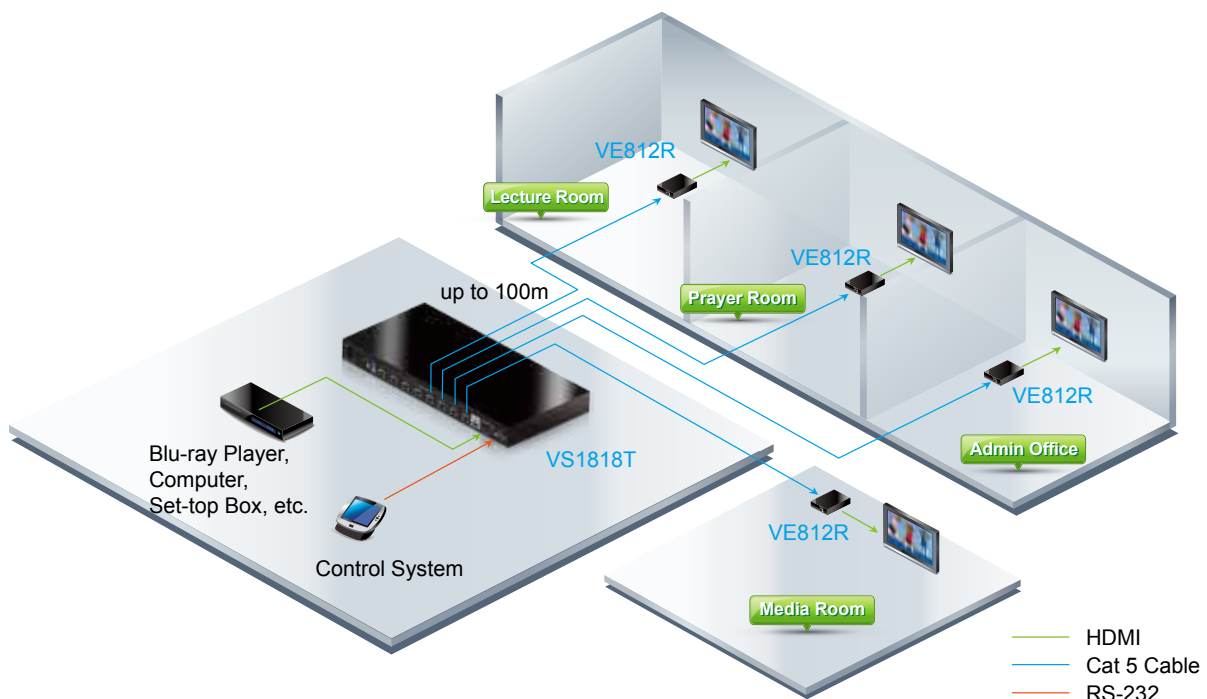 VE812R
Lecture Room
VE812R
up to 100m
Prayer Room
VE812R
VS1818T
Admin Office
Blu-ray Player,
Computer,
Set-top Box, etc.
VE812R
Control System
Media Room
HDMI
Cat 5 Cable
RS-232